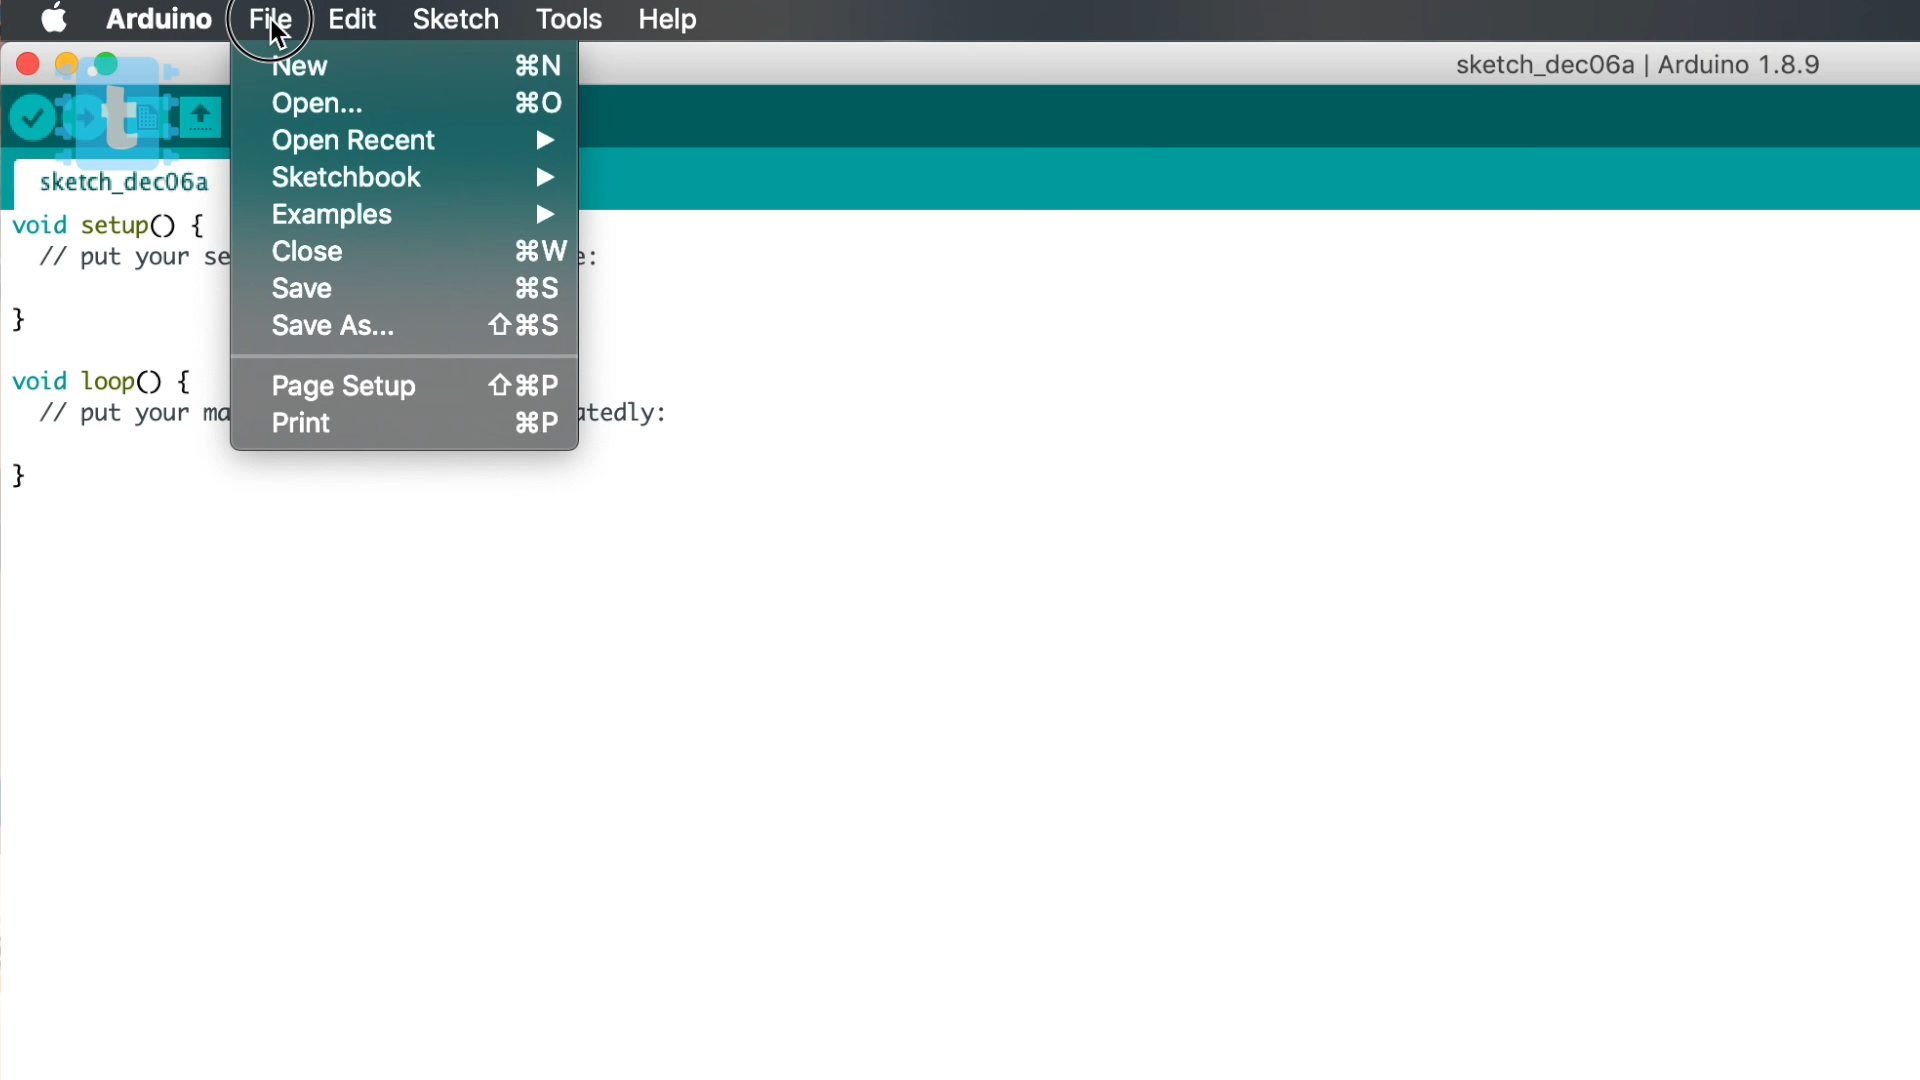 Arduino File Edit Sketch Tools Help
sketch_dec06a | Arduino 1.8.9
New ⌘N
Open... ⌘O
Open Recent ▶
Sketchbook ▶
Examples ▶
Close ⌘W
Save ⌘S
Save As... ⇧⌘S
Page Setup ⇧⌘P
Print ⌘P
t
sketch_dec06a
void setup() {
// put your se e:
}
void loop() {
// put your ma atedly:
}